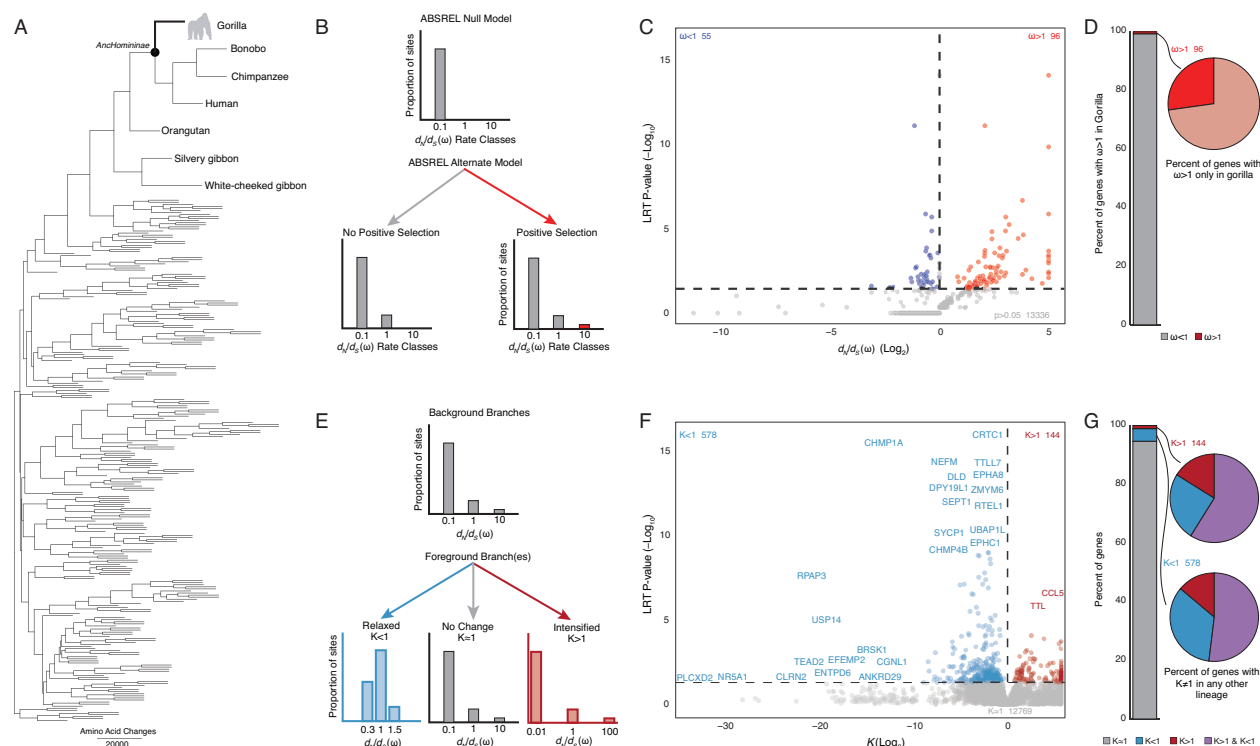 A
Gorilla
AncHomininae
Bonobo
Chimpanzee
Human
Orangutan
Silvery gibbon
White-cheeked gibbon
Amino Acid Changes
20000
B
ABSREL Null Model
Proportion of sites
0.1 1 10
dN/dS(ω) Rate Classes
ABSREL Alternate Model
No Positive Selection
Positive Selection
0.1 1 10
dN/dS(ω) Rate Classes
0.1 1 10
dN/dS(ω) Rate Classes
C
ω<1 55
ω>1 96
LRT P-value (−Log10)
15
10
5
0
p>0.05 13336
−10 −5 0 5
dN/dS(ω) (Log2)
D
Percent of genes with ω>1 in Gorilla
100
80
60
40
20
0
ω>1 96
Percent of genes with
ω>1 only in gorilla
ω<1 ω>1
E
Background Branches
Proportion of sites
0.1 1 10
dN/dS(ω)
Foreground Branch(es)
Relaxed
K<1
No Change
K=1
Intensified
K>1
Proportion of sites
0.3 1 1.5
dN/dS(ω)
0.1 1 10
dN/dS(ω)
0.01 1 100
dN/dS(ω)
F
K<1 578
K>1 144
LRT P-value (−Log10)
15
10
5
0
CRTC1
CHMP1A
NEFM
TTLL7
DLD
EPHA8
DPY19L1
ZMYM6
SEPT1
RTEL1
SYCP1
UBAP1L
EPHC1
CHMP4B
RPAP3
CCL5
TTL
USP14
BRSK1
TEAD2
EFEMP2
CGNL1
PLCXD2
NR5A1
CLRN2
ENTPD6
ANKRD29
K=1 12769
−30 −20 −10 0
K(Log2)
G
Percent of genes
100
80
60
40
20
0
K>1 144
K<1 578
Percent of genes with
K≠1 in any other
lineage
K=1 K<1 K>1 K>1 & K<1